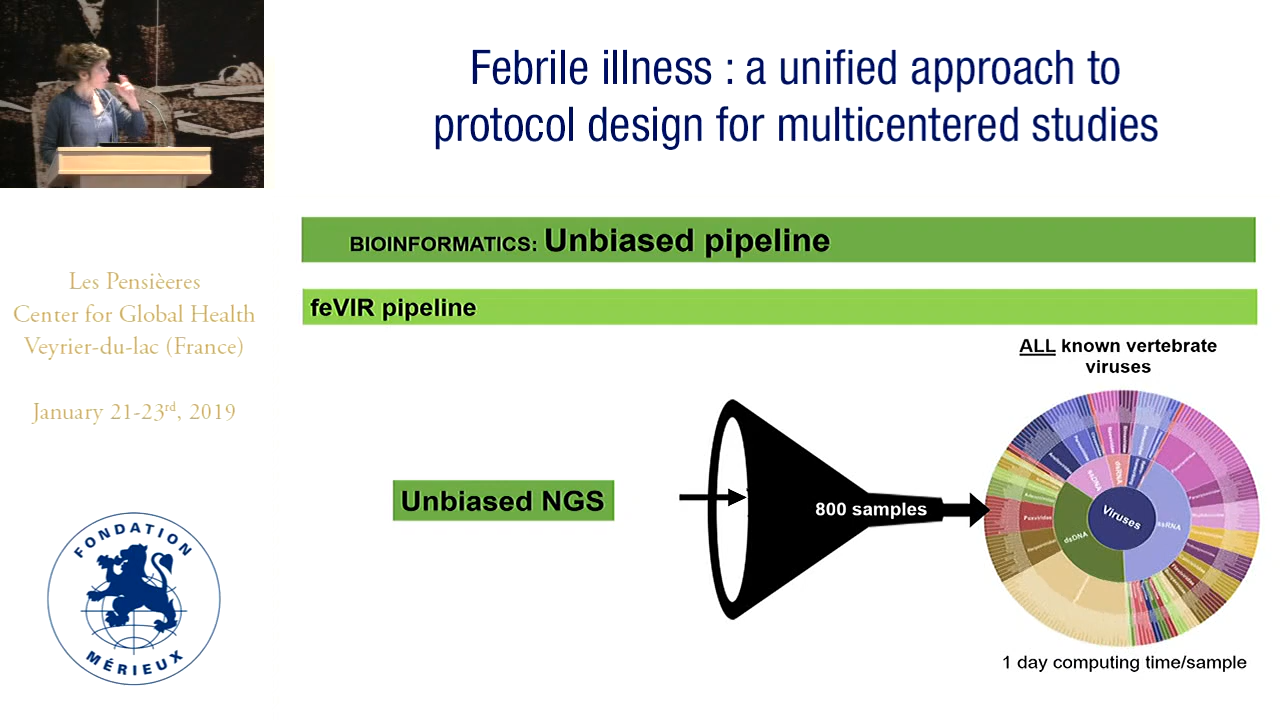 Febrile illness : a unified approach to
protocol design for multicentered studies
Les Pensièeres
Center for Global Health
Veyrier-du-lac (France)
January 21-23rd, 2019
FONDATION
MÉRIEUX
BIOINFORMATICS: Unbiased pipeline
feVIR pipeline
ALL known vertebrate
viruses
Unbiased NGS
800 samples
Viruses
ssRNA
dsDNA
ssDNA
dsRNA
Poxviridae
1 day computing time/sample